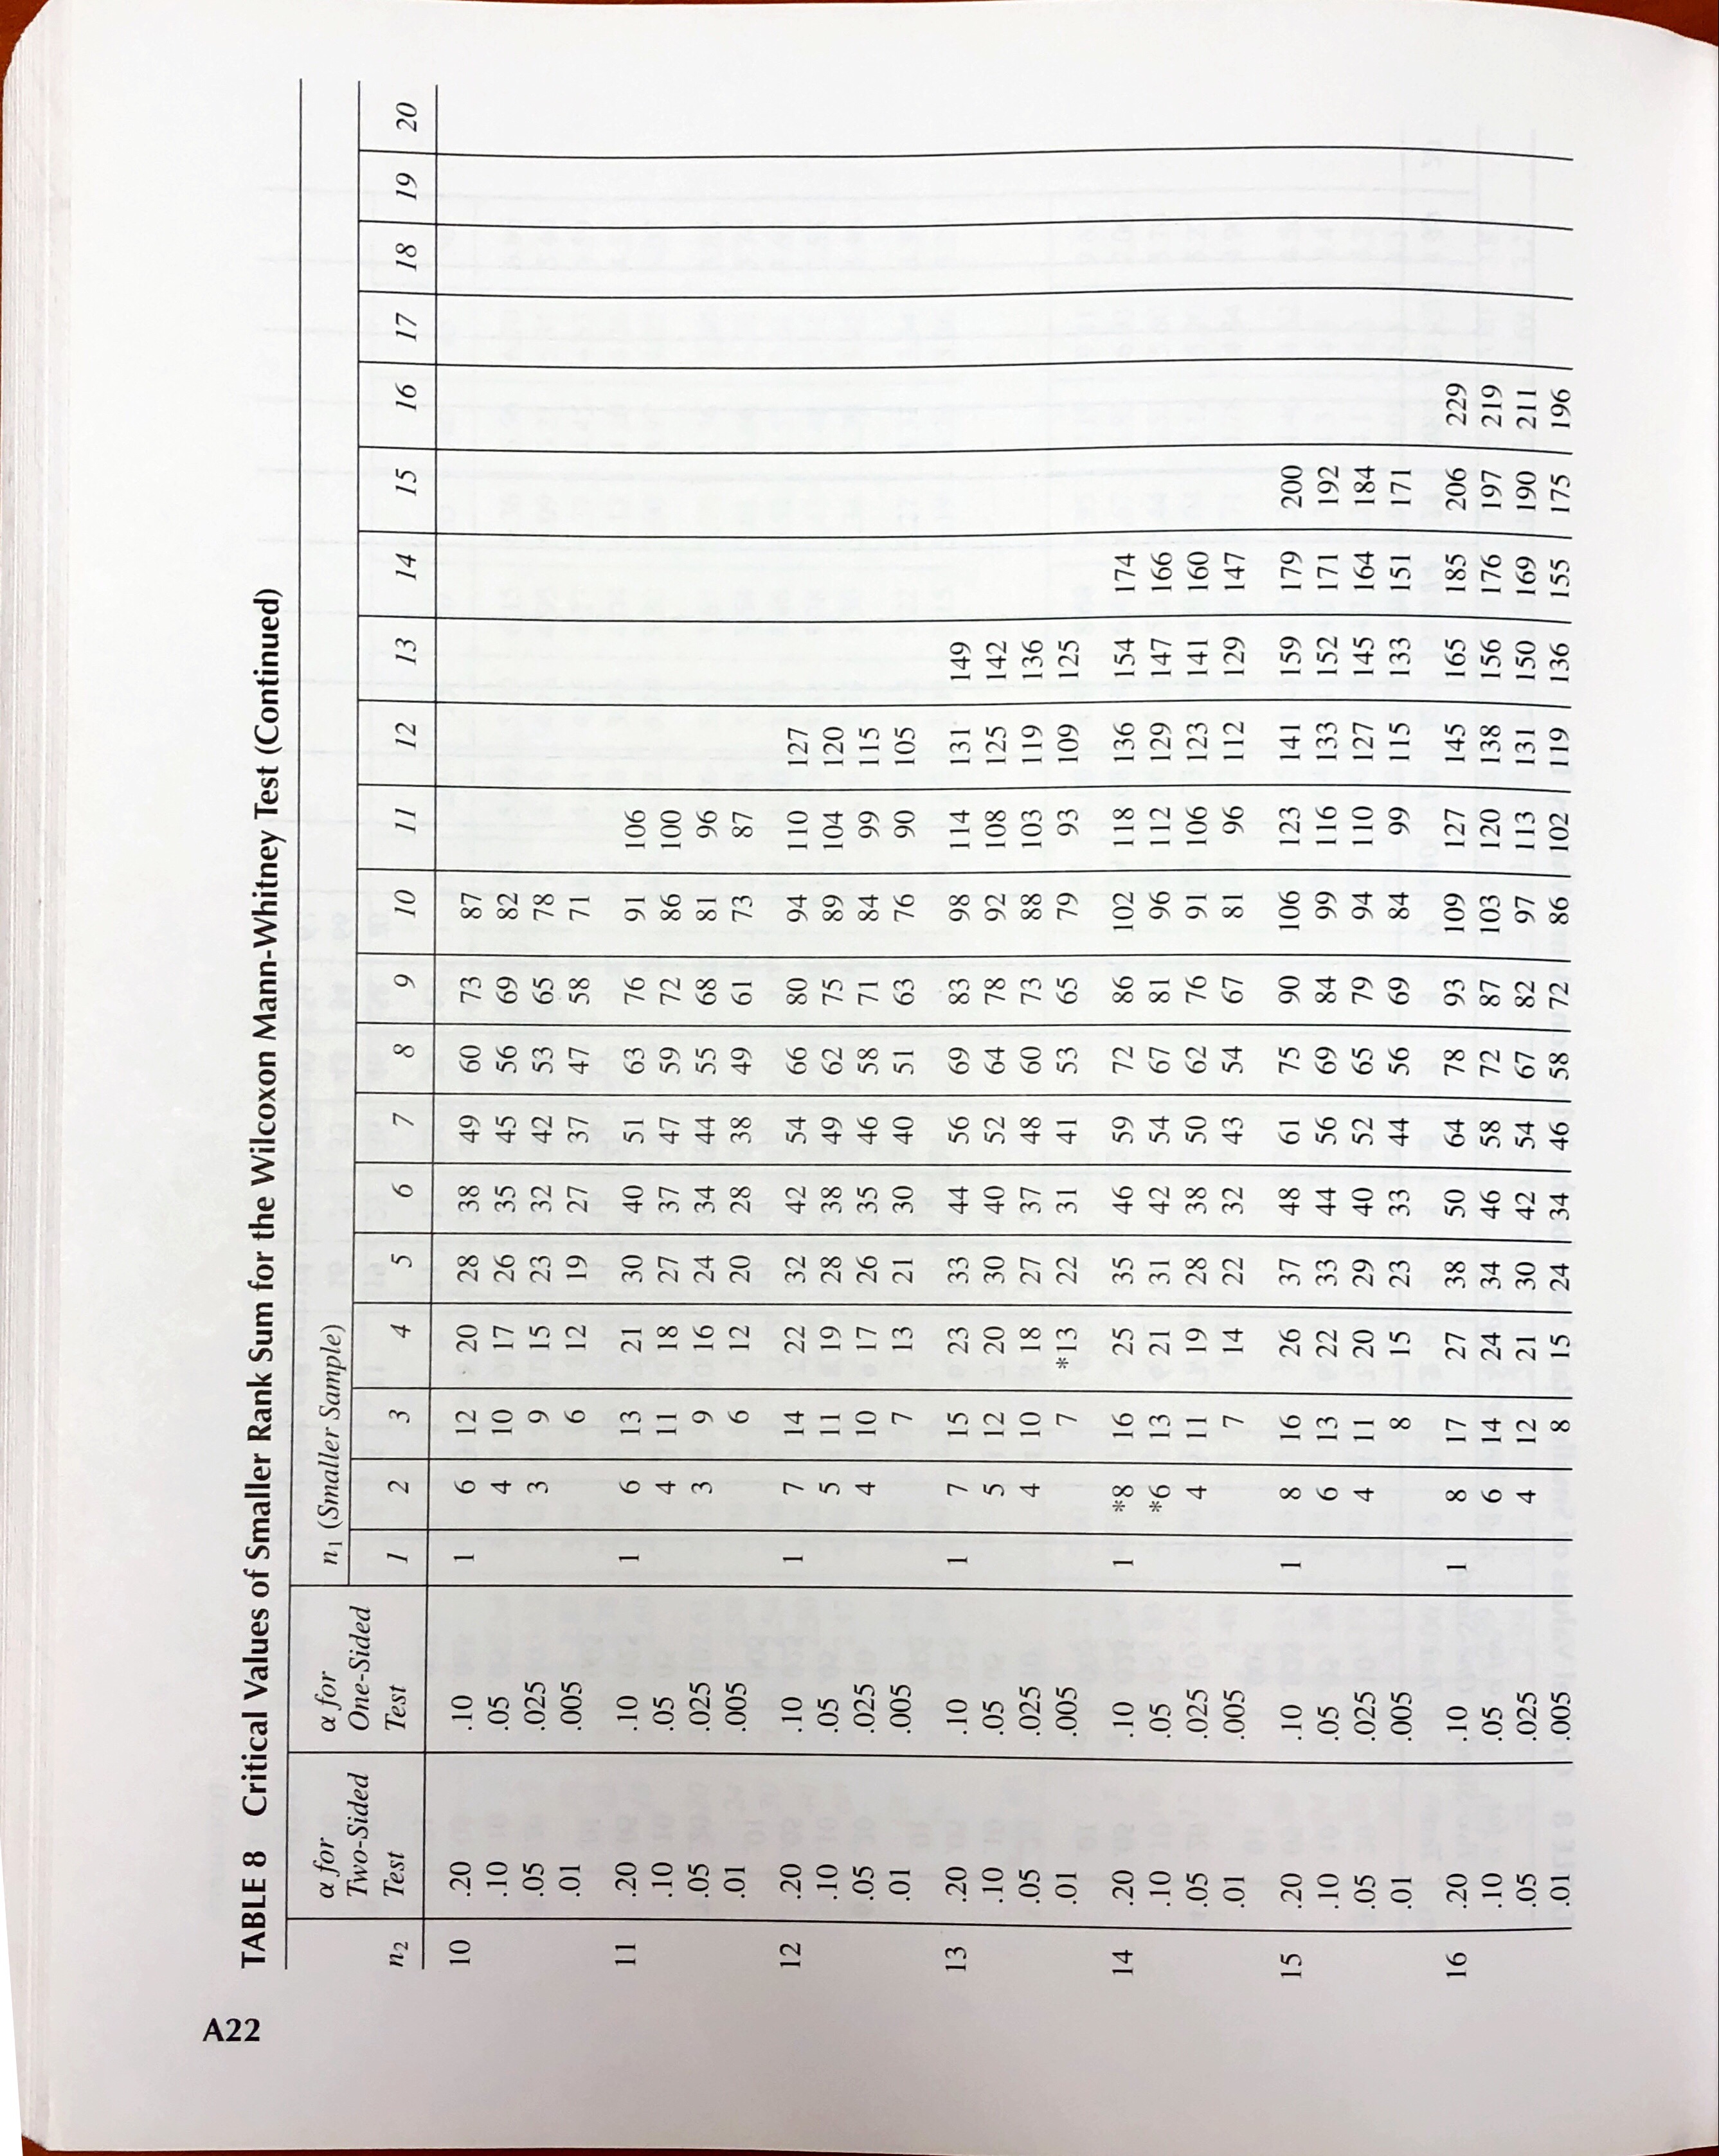 A22
TABLE 8 Critical Values of Smaller Rank Sum for the Wilcoxon Mann-Whitney Test (Continued)
α for α for n₁ (Smaller Sample)
Two-Sided One-Sided
n₂ Test Test 1 2 3 4 5 6 7 8 9 10 11 12 13 14 15 16 17 18 19 20
10 .20 .10 1 6 12 20 28 38 49 60 73 87
.10 .05 4 10 17 26 35 45 56 69 82
.05 .025 3 9 15 23 32 42 53 65 78
.01 .005 6 12 19 27 37 47 58 71
11 .20 .10 1 6 13 21 30 40 51 63 76 91 106
.10 .05 4 11 18 27 37 47 59 72 86 100
.05 .025 3 9 16 24 34 44 55 68 81 96
.01 .005 6 12 20 28 38 49 61 73 87
12 .20 .10 1 7 14 22 32 42 54 66 80 94 110 127
.10 .05 5 11 19 28 38 49 62 75 89 104 120
.05 .025 4 10 17 26 35 46 58 71 84 99 115
.01 .005 7 13 21 30 40 51 63 76 90 105
13 .20 .10 1 7 15 23 33 44 56 69 83 98 114 131 149
.10 .05 5 12 20 30 40 52 64 78 92 108 125 142
.05 .025 4 10 18 27 37 48 60 73 88 103 119 136
.01 .005 7 *13 22 31 41 53 65 79 93 109 125
14 .20 .10 1 *8 16 25 35 46 59 72 86 102 118 136 154 174
.10 .05 *6 13 21 31 42 54 67 81 96 112 129 147 166
.05 .025 4 11 19 28 38 50 62 76 91 106 123 141 160
.01 .005 7 14 22 32 43 54 67 81 96 112 129 147
15 .20 .10 1 8 16 26 37 48 61 75 90 106 123 141 159 179 200
.10 .05 6 13 22 33 44 56 69 84 99 116 133 152 171 192
.05 .025 4 11 20 29 40 52 65 79 94 110 127 145 164 184
.01 .005 8 15 23 33 44 56 69 84 99 115 133 151 171
16 .20 .10 1 8 17 27 38 50 64 78 93 109 127 145 165 185 206 229
.10 .05 6 14 24 34 46 58 72 87 103 120 138 156 176 197 219
.05 .025 4 12 21 30 42 54 67 82 97 113 131 150 169 190 211
.01 .005 8 15 24 34 46 58 72 86 102 119 136 155 175 196